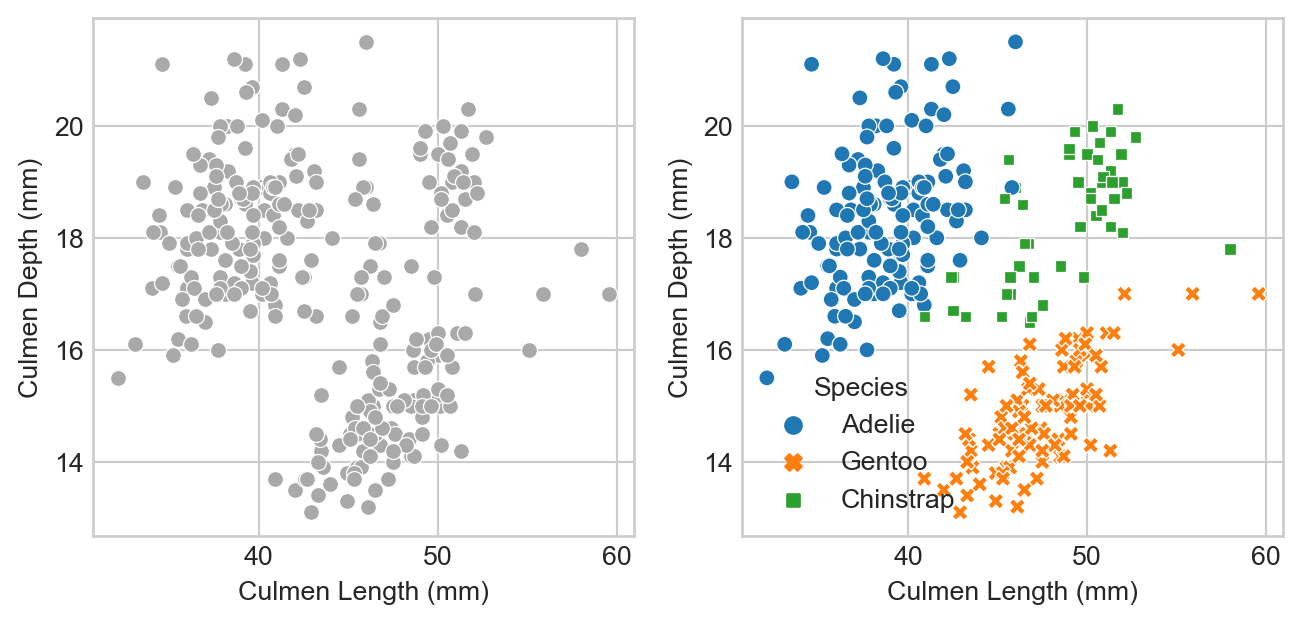 20
18
16
14
40
50
60
Culmen Depth (mm)
Culmen Length (mm)
20
18
16
14
40
50
60
Culmen Depth (mm)
Culmen Length (mm)
Species
Adelie
Gentoo
Chinstrap